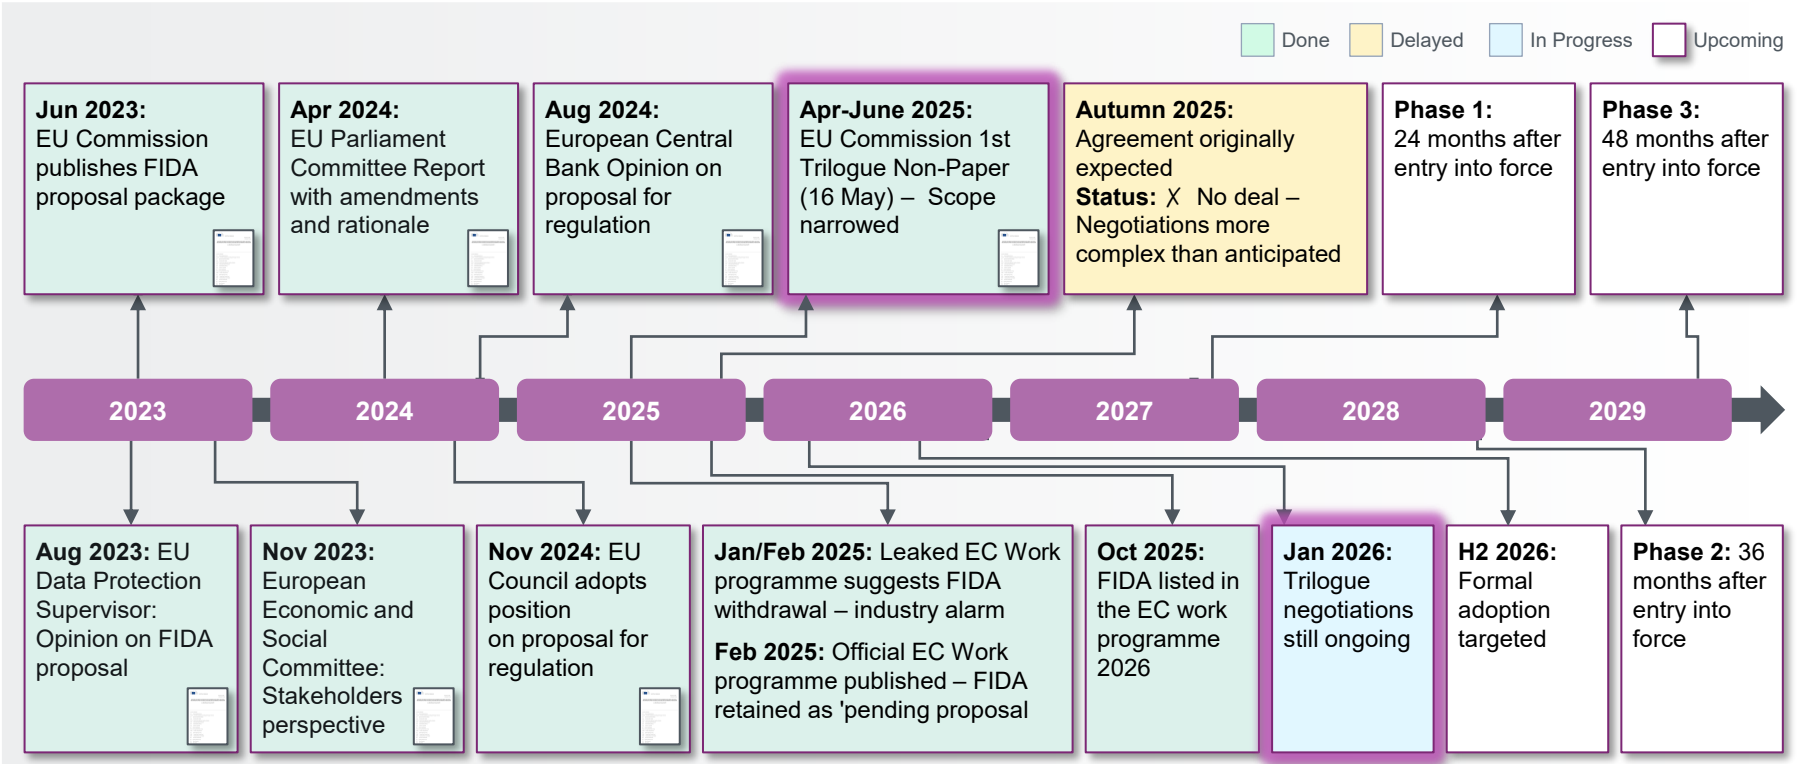 Done
Delayed
In Progress
Upcoming
Jun 2023:
EU Commission
publishes FIDA
proposal package
Apr 2024:
EU Parliament
Committee Report
with amendments
and rationale
Aug 2024:
European Central
Bank Opinion on
proposal for
regulation
Apr-June 2025:
EU Commission 1st
Trilogue Non-Paper
(16 May) – Scope
narrowed
Autumn 2025:
Agreement originally
expected
Status: ✗ No deal –
Negotiations more
complex than anticipated
Phase 1:
24 months after
entry into force
Phase 3:
48 months after
entry into force
2023
2024
2025
2026
2027
2028
2029
Aug 2023: EU
Data Protection
Supervisor:
Opinion on FIDA
proposal
Nov 2023:
European
Economic and
Social
Committee:
Stakeholders
perspective
Nov 2024: EU
Council adopts
position
on proposal for
regulation
Jan/Feb 2025: Leaked EC Work
programme suggests FIDA
withdrawal – industry alarm
Feb 2025: Official EC Work
programme published – FIDA
retained as 'pending proposal
Oct 2025:
FIDA listed in
the EC work
programme
2026
Jan 2026:
Trilogue
negotiations
still ongoing
H2 2026:
Formal
adoption
targeted
Phase 2: 36
months after
entry into
force